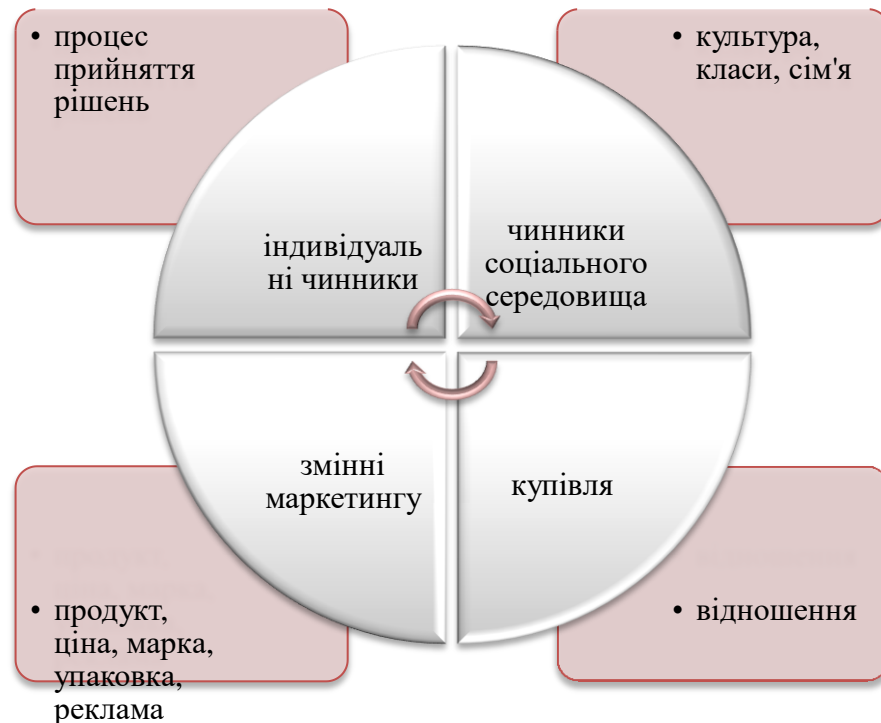 • процес
прийняття
рішень
• культура,
класи, сім'я
індивідуаль
ні чинники
чинники
соціального
середовища
змінні
маркетингу
купівля
• продукт,
ціна, марка,
упаковка,
реклама
• відношення